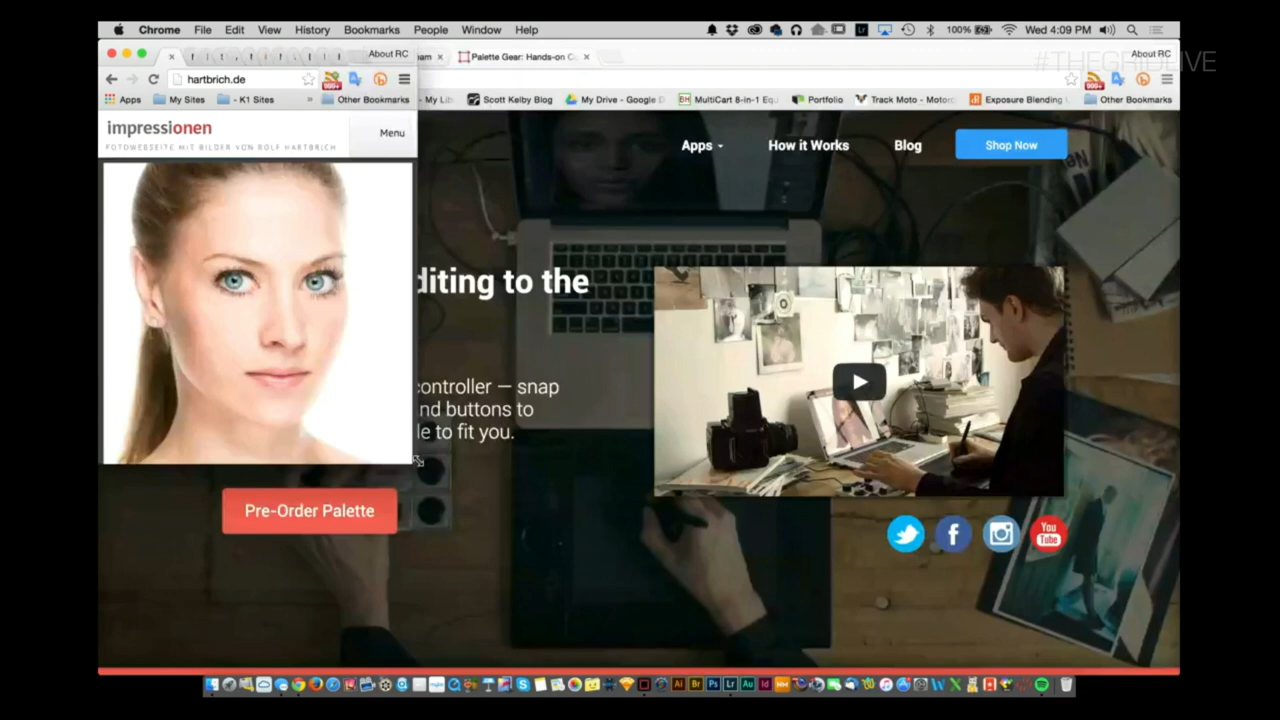 Chrome File Edit View History Bookmarks People Window Help
100%
Wed 4:09 PM
#THEGRIDLIVE
About RC
Palette Gear: Hands-on C
About RC
hartbrich.de
Apps My Sites - K1 Sites » Other Bookmarks
Scott Kelby Blog My Drive - Google D MultiCart 8-in-1 Equ Portfolio Track Moto - Motorc Exposure Blending Other Bookmarks
impressionen
FOTOWEBSEITE MIT BILDERN VON ROLF HARTBRICH
Menu
Apps How it Works Blog Shop Now
diting to the
controller — snap
nd buttons to
le to fit you.
Pre-Order Palette
You
Tube